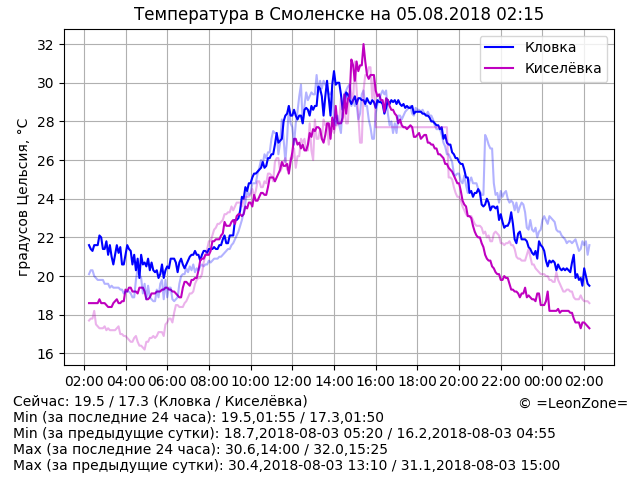 Температура в Смоленске на 05.08.2018 02:15
32
30
28
26
24
22
20
18
16
градусов Цельсия, °C
Кловка
Киселёвка
02:00 04:00 06:00 08:00 10:00 12:00 14:00 16:00 18:00 20:00 22:00 00:00 02:00
Сейчас: 19.5 / 17.3 (Кловка / Киселёвка)
© =LeonZone=
Min (за последние 24 часа): 19.5,01:55 / 17.3,01:50
Min (за предыдущие сутки): 18.7,2018-08-03 05:20 / 16.2,2018-08-03 04:55
Max (за последние 24 часа): 30.6,14:00 / 32.0,15:25
Max (за предыдущие сутки): 30.4,2018-08-03 13:10 / 31.1,2018-08-03 15:00